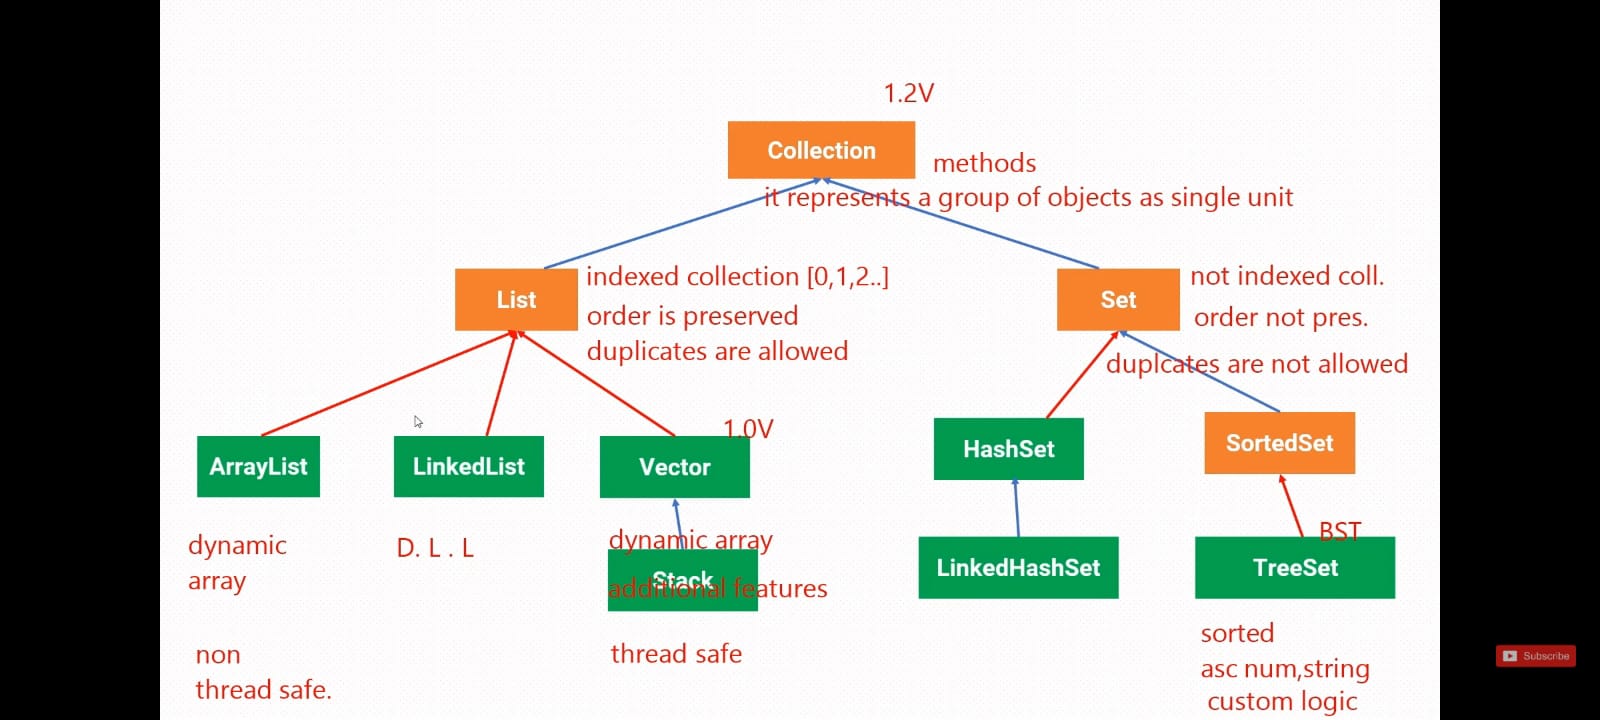 1.2V
Collection
methods
it represents a group of objects as single unit
List
indexed collection [0,1,2..]
order is preserved
duplicates are allowed
Set
not indexed coll.
order not pres.
duplcates are not allowed
1.0V
ArrayList
LinkedList
Vector
HashSet
SortedSet
dynamic
array
D. L . L
dynamic array
Stack
additional features
LinkedHashSet
BST
TreeSet
non
thread safe.
thread safe
sorted
asc num,string
custom logic
Subscribe